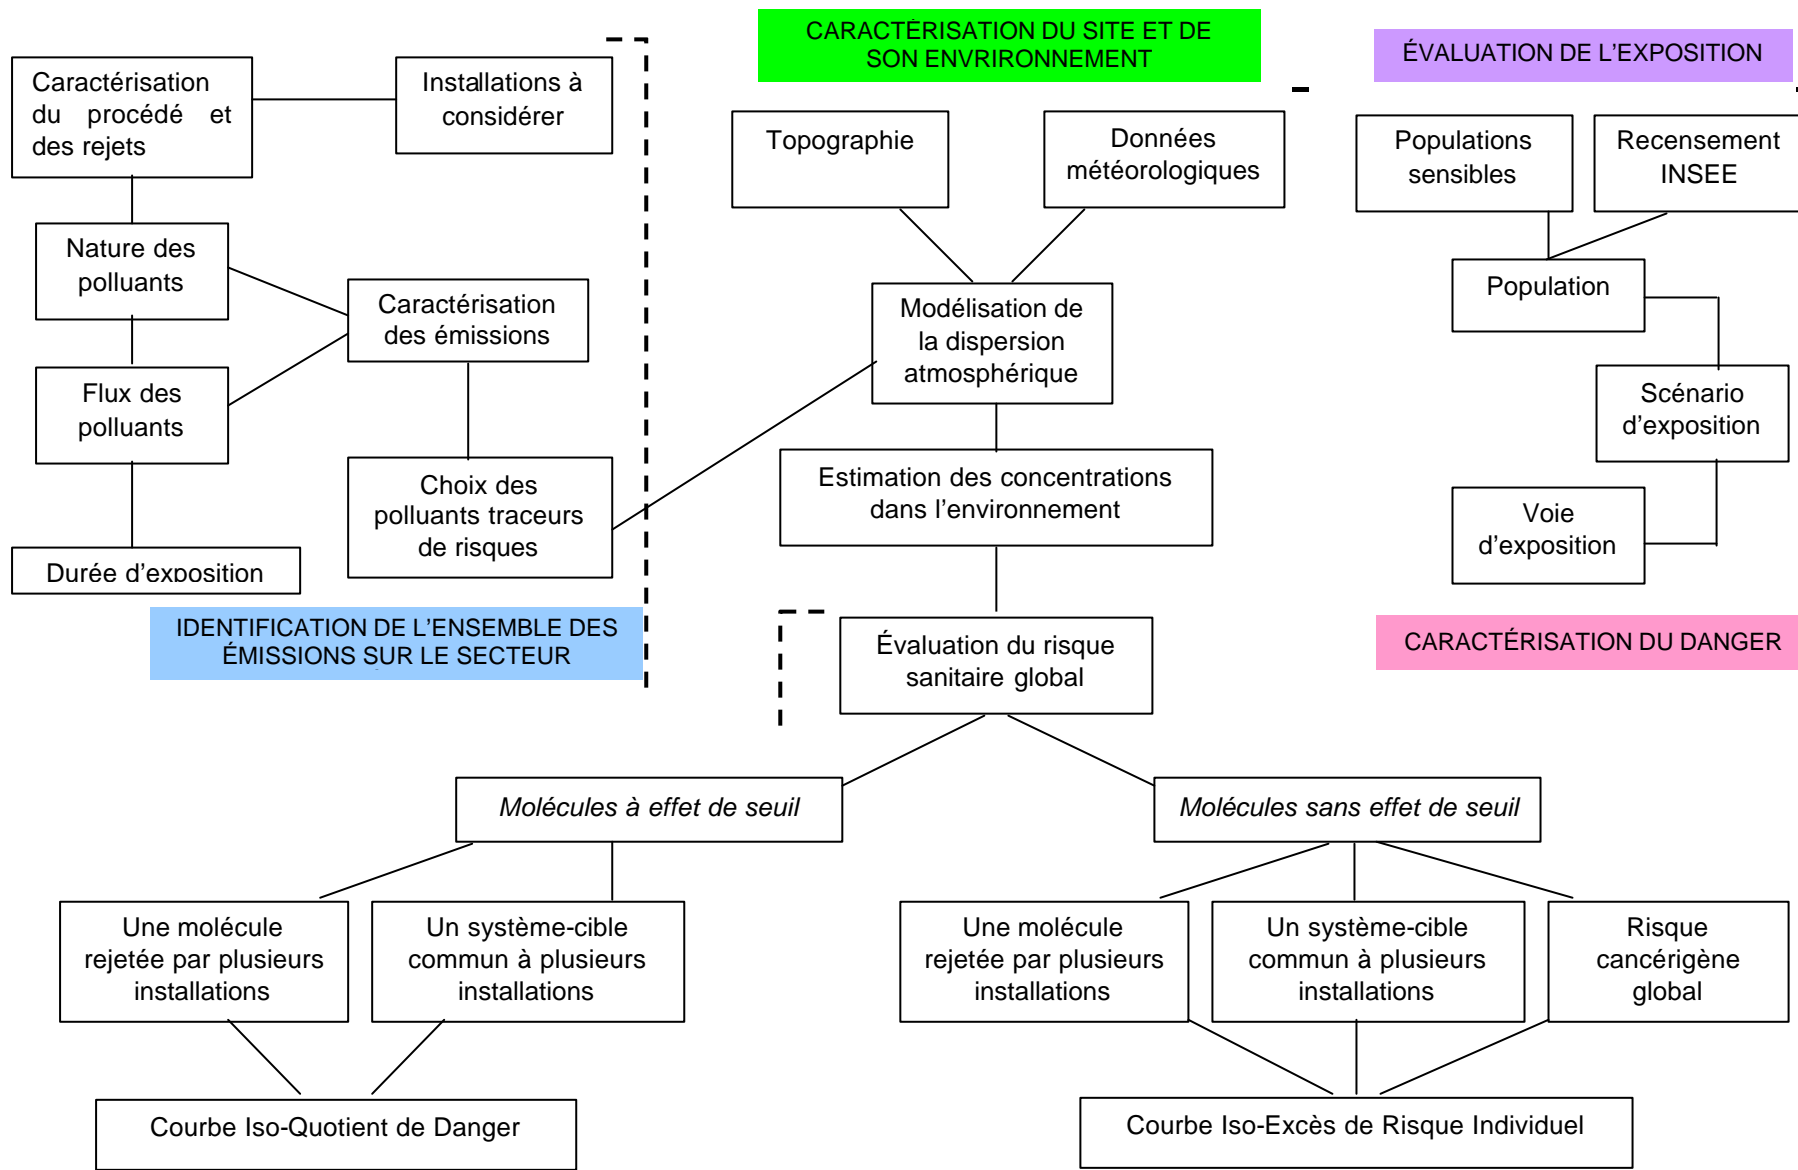 CARACTÉRISATION DU SITE ET DE
SON ENVRIRONNEMENT
ÉVALUATION DE L'EXPOSITION
Caractérisation
du procédé et
des rejets
Installations à
considérer
Topographie
Données
météorologiques
Populations
sensibles
Recensement
INSEE
Nature des
polluants
Caractérisation
des émissions
Modélisation de
la dispersion
atmosphérique
Population
Flux des
polluants
Scénario
d'exposition
Choix des
polluants traceurs
de risques
Estimation des concentrations
dans l'environnement
Voie
d'exposition
Durée d'exposition
IDENTIFICATION DE L'ENSEMBLE DES
ÉMISSIONS SUR LE SECTEUR
Évaluation du risque
sanitaire global
CARACTÉRISATION DU DANGER
Molécules à effet de seuil
Molécules sans effet de seuil
Une molécule
rejetée par plusieurs
installations
Un système-cible
commun à plusieurs
installations
Une molécule
rejetée par plusieurs
installations
Un système-cible
commun à plusieurs
installations
Risque
cancérigène
global
Courbe Iso-Quotient de Danger
Courbe Iso-Excès de Risque Individuel